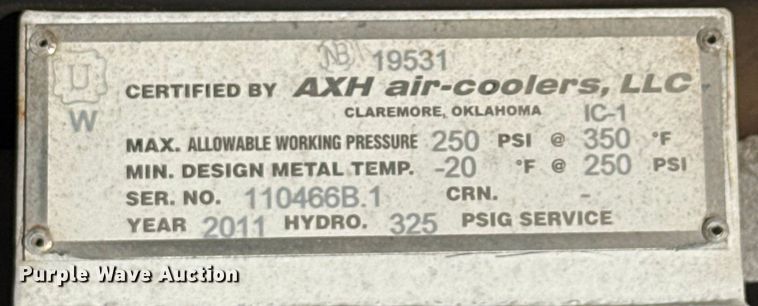 NB 19531
U
CERTIFIED BY AXH air-coolers, LLC
W
CLAREMORE, OKLAHOMA IC-1
MAX. ALLOWABLE WORKING PRESSURE 250 PSI @ 350 °F
MIN. DESIGN METAL TEMP. -20 °F @ 250 PSI
SER. NO. 110466B.1 CRN. -
YEAR 2011 HYDRO. 325 PSIG SERVICE
Purple Wave Auction